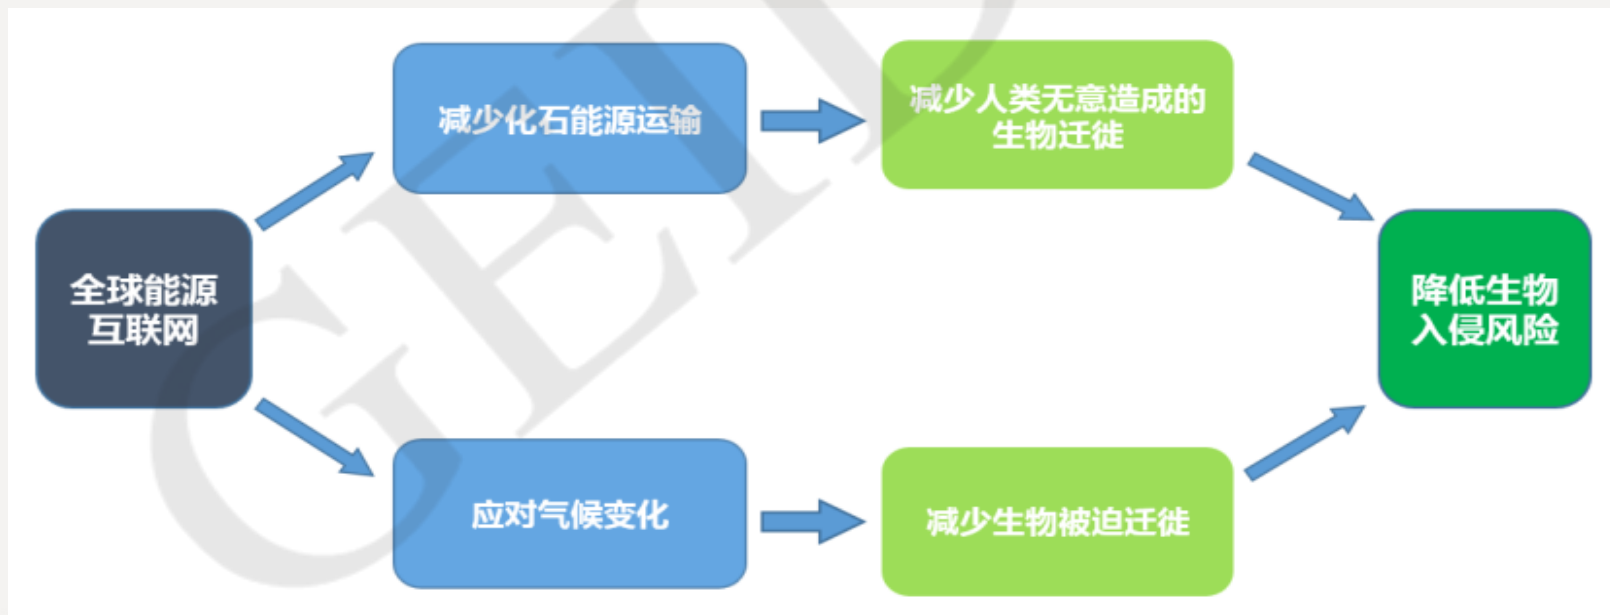 减少化石能源运输
减少人类无意造成的
生物迁徙
全球能源
互联网
降低生物
入侵风险
应对气候变化
减少生物被迫迁徙